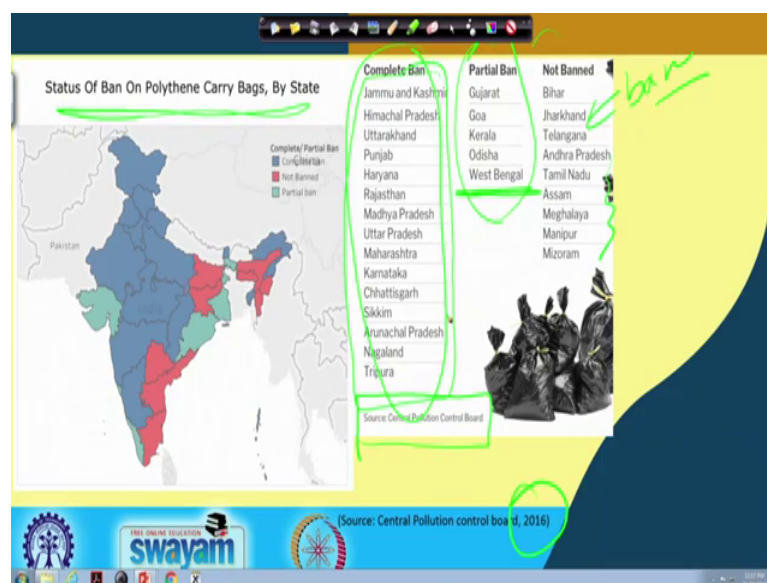 Status Of Ban On Polythene Carry Bags, By State
Complete/ Partial Ban
Complete ban
Not Banned
Partial ban
Pakistan
INDIA
Complete Ban
Jammu and Kashmir
Himachal Pradesh
Uttarakhand
Punjab
Haryana
Rajasthan
Madhya Pradesh
Uttar Pradesh
Maharashtra
Karnataka
Chhattisgarh
Sikkim
Arunachal Pradesh
Nagaland
Tripura
Source: Central Pollution Control Board
Partial Ban
Gujarat
Goa
Kerala
Odisha
West Bengal
Not Banned
Bihar
Jharkhand
Telangana
Andhra Pradesh
Tamil Nadu
Assam
Meghalaya
Manipur
Mizoram
ban
(Source: Central Pollution control board, 2016)
FREE ONLINE EDUCATION
swayam
12:07 PM